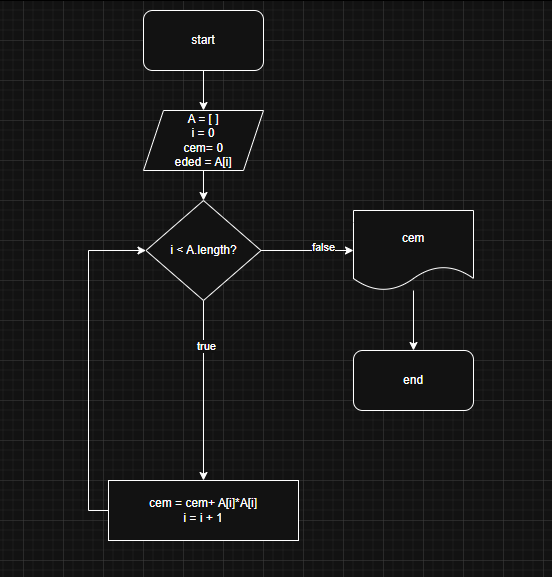 start
A = [ ]
i = 0
cem= 0
eded = A[i]
i < A.length?
false
cem
end
true
cem = cem+ A[i]*A[i]
i = i + 1